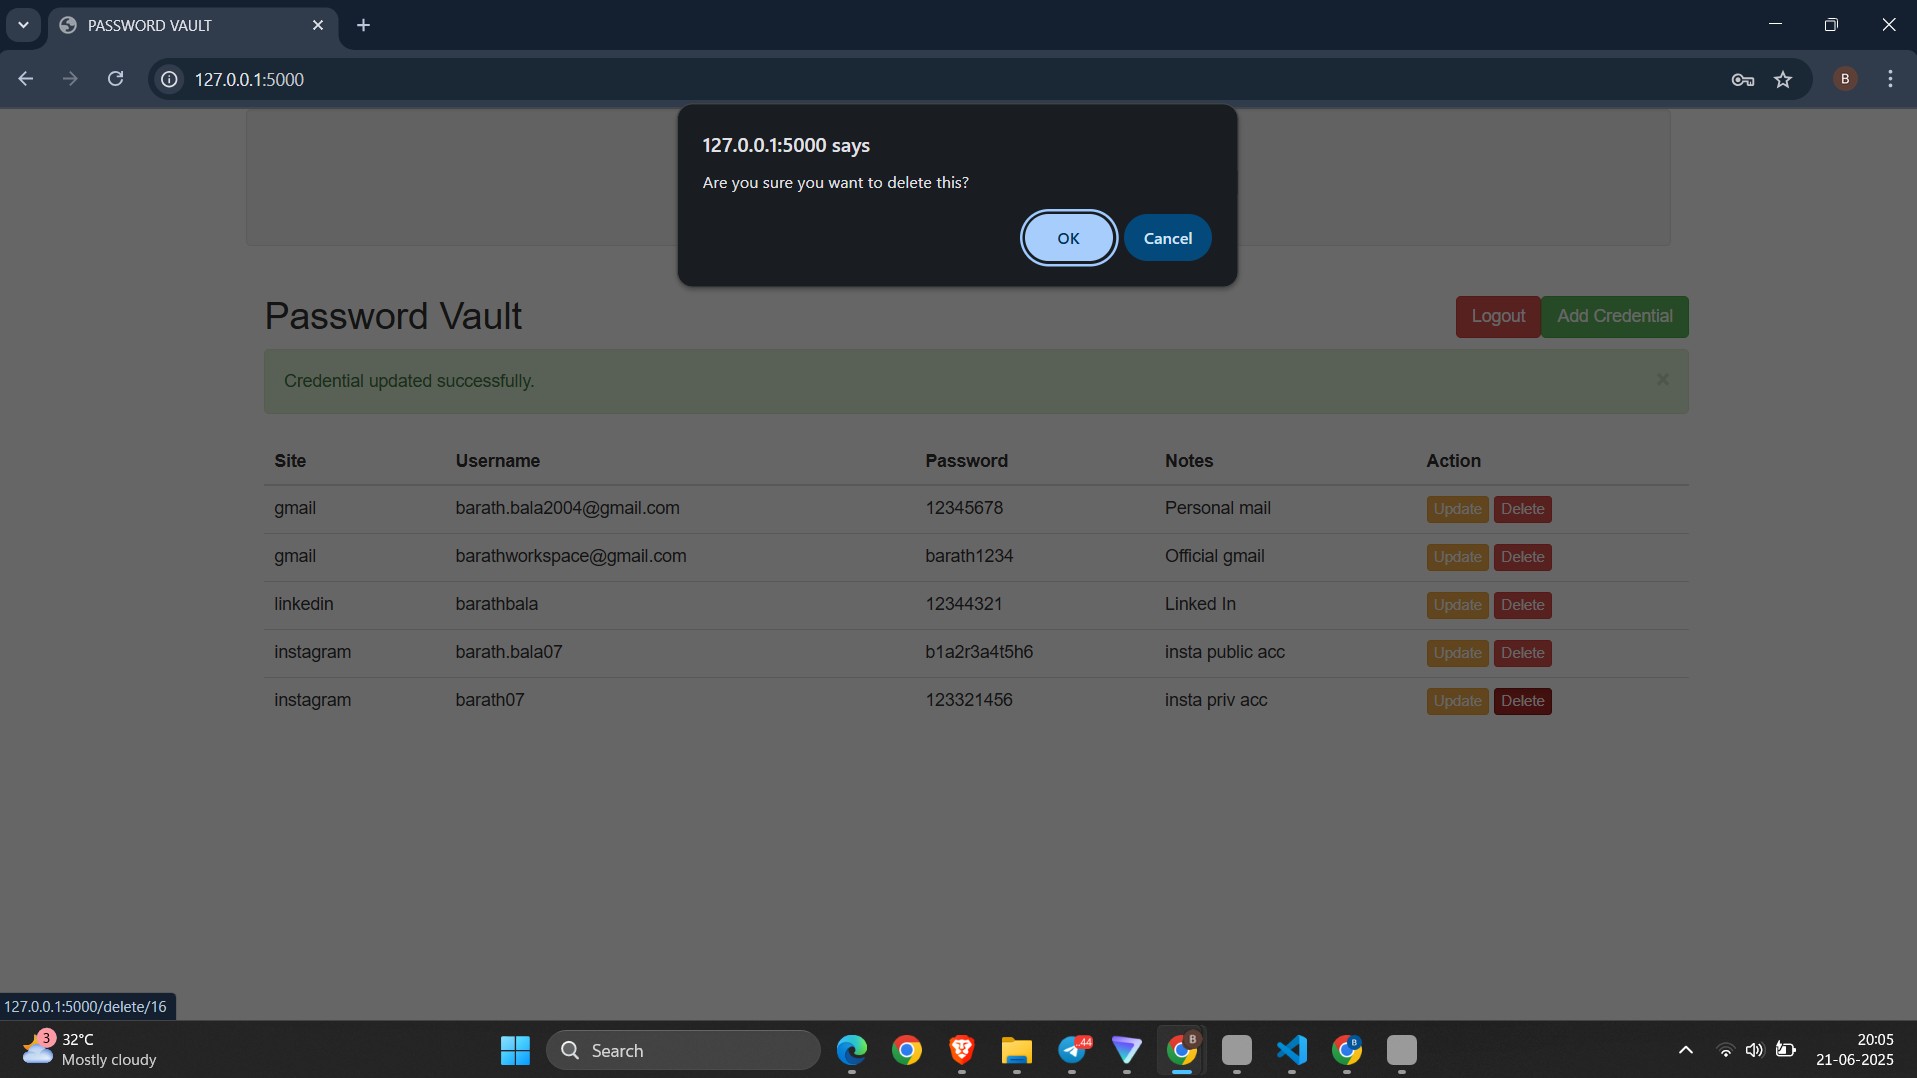 PASSWORD VAULT
127.0.0.1:5000
B
127.0.0.1:5000 says
Are you sure you want to delete this?
OK Cancel
Password Vault
Logout Add Credential
Credential updated successfully. ×
Site Username Password Notes Action
gmail barath.bala2004@gmail.com 12345678 Personal mail Update Delete
gmail barathworkspace@gmail.com barath1234 Official gmail Update Delete
linkedin barathbala 12344321 Linked In Update Delete
instagram barath.bala07 b1a2r3a4t5h6 insta public acc Update Delete
instagram barath07 123321456 insta priv acc Update Delete
127.0.0.1:5000/delete/16
3 32°C
Mostly cloudy
Search
44
B
B
20:05
21-06-2025